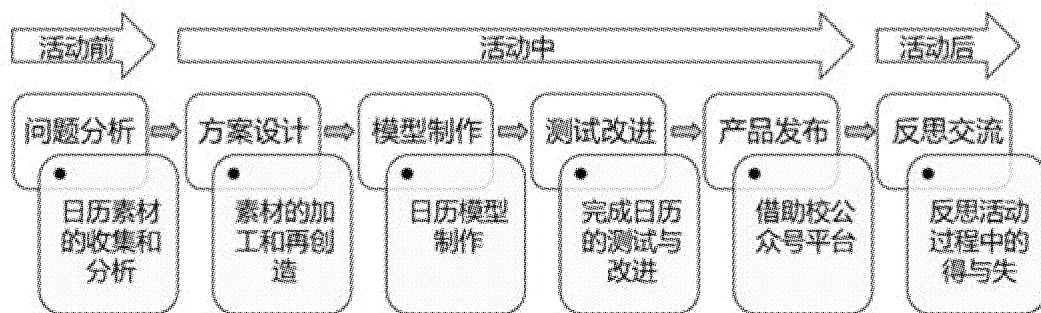 活动前
活动中
活动后
问题分析
方案设计
模型制作
测试改进
产品发布
反思交流
日历素材
的收集和
分析
素材的加
工和再创
造
日历模型
制作
完成日历
的测试与
改进
借助校公
众号平台
反思活动
过程中的
得与失